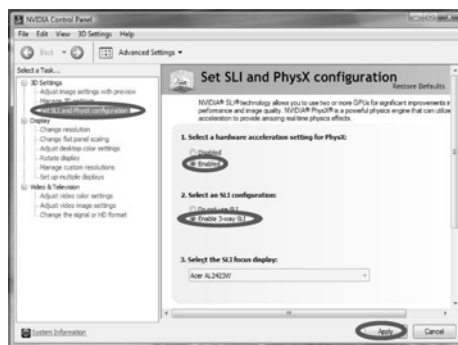 NVIDIA Control Panel
File Edit View 3D Settings Help
Back Advanced Settings
Select a Task...
3D Settings
Adjust image settings with preview
Manage 3D settings
Set SLI and PhysX configuration
Display
Change resolution
Change flat panel scaling
Adjust desktop color settings
Rotate display
Manage custom resolutions
Set up multiple displays
Video & Television
Adjust video color settings
Adjust video image settings
Change the signal or HD format
System Information
Set SLI and PhysX configuration
Restore Defaults
NVIDIA® SLI® technology allows you to use two or more GPUs for significant improvements in
performance and image quality. NVIDIA® PhysX® is a powerful physics engine that can utilize
acceleration to provide amazing real-time physics effects.
1. Select a hardware acceleration setting for PhysX:
Disabled
Enabled
2. Select an SLI configuration:
Do not use SLI
Enable 3-way SLI
3. Select the SLI focus display:
Acer AL2423W
Apply Cancel